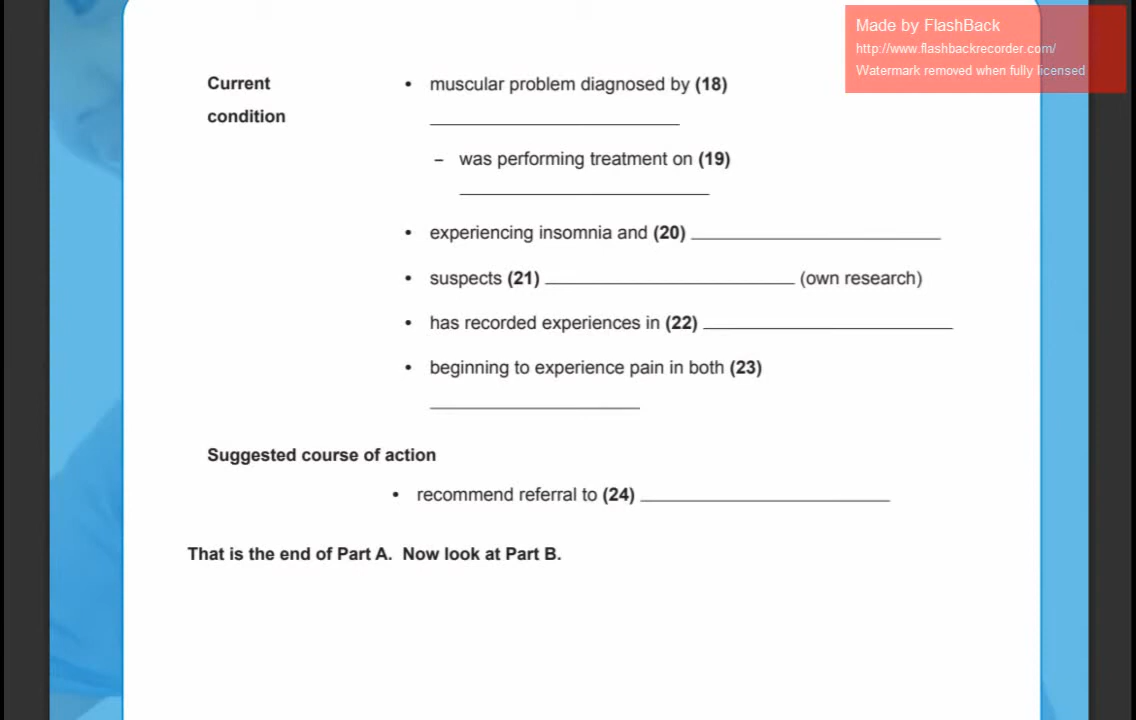 Made by FlashBack
http://www.flashbackrecorder.com/
Watermark removed when fully licensed
Current
condition
• muscular problem diagnosed by (18)
– was performing treatment on (19)
• experiencing insomnia and (20)
• suspects (21) (own research)
• has recorded experiences in (22)
• beginning to experience pain in both (23)
Suggested course of action
• recommend referral to (24)
That is the end of Part A. Now look at Part B.